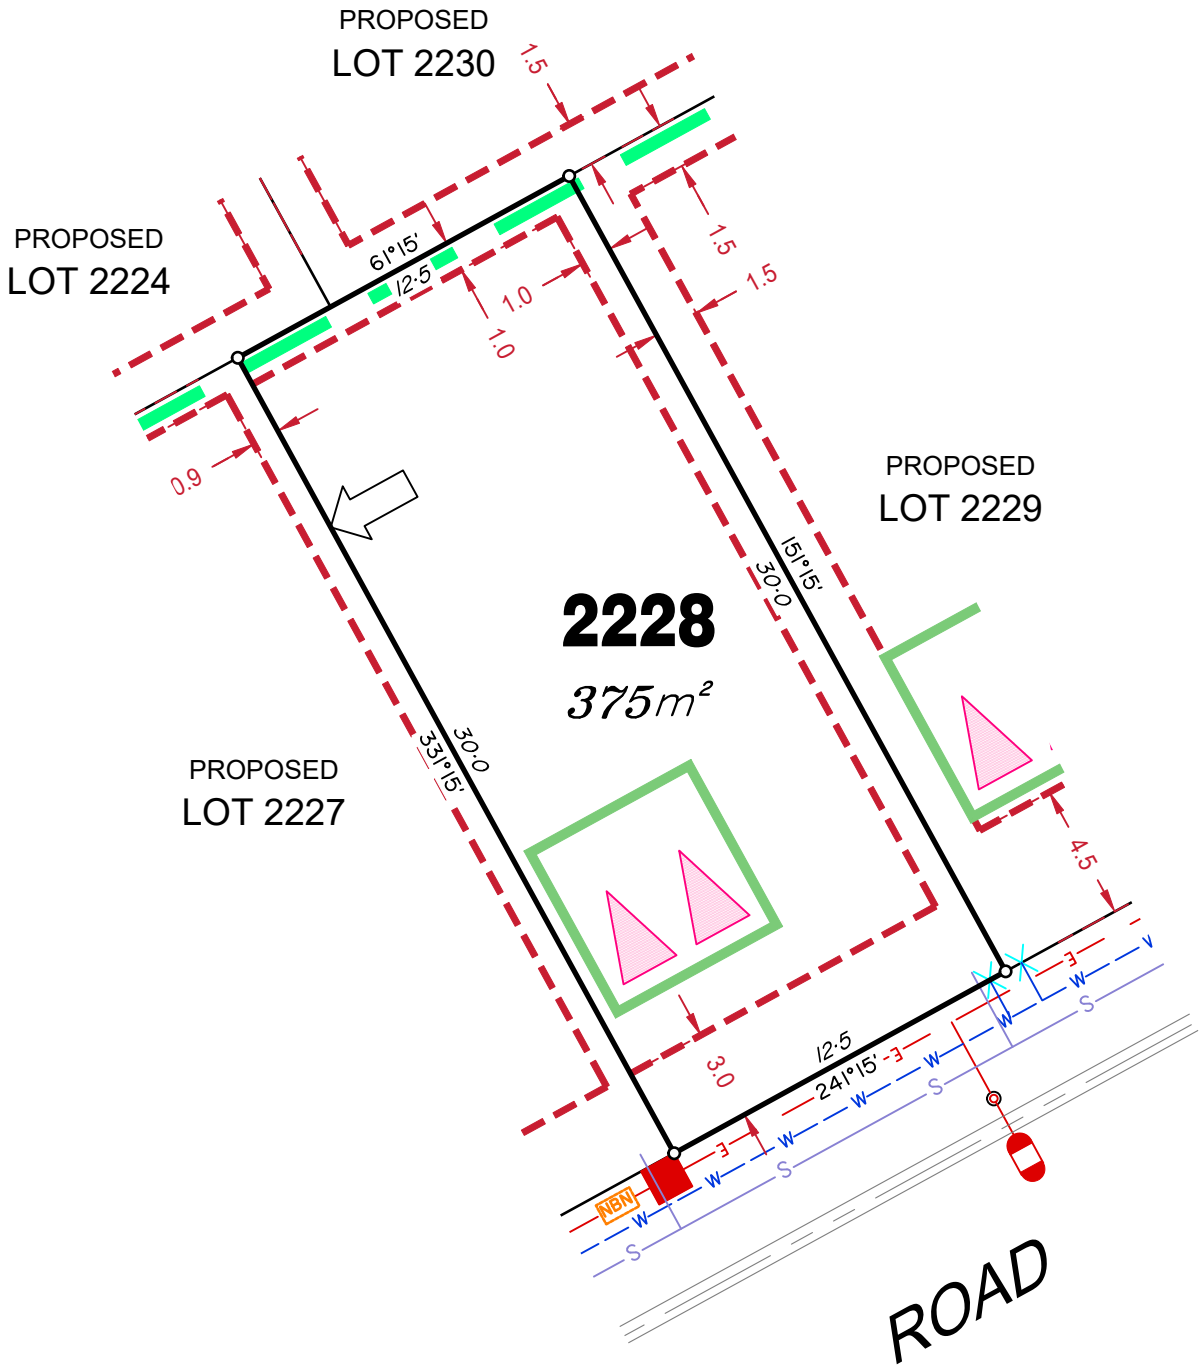 PROPOSED
LOT 2230
1.5
PROPOSED
LOT 2224
61°15'
12·5
1.5
1.5
1.0
1.0
0.9
PROPOSED
LOT 2229
151°15'
30·0
2228
375m²
30·0
331°15'
PROPOSED
LOT 2227
4.5
3.0
12·5
241°15'
E
E
E
W
W
W
W
W
W
W
S
S
S
S
NBN
ROAD